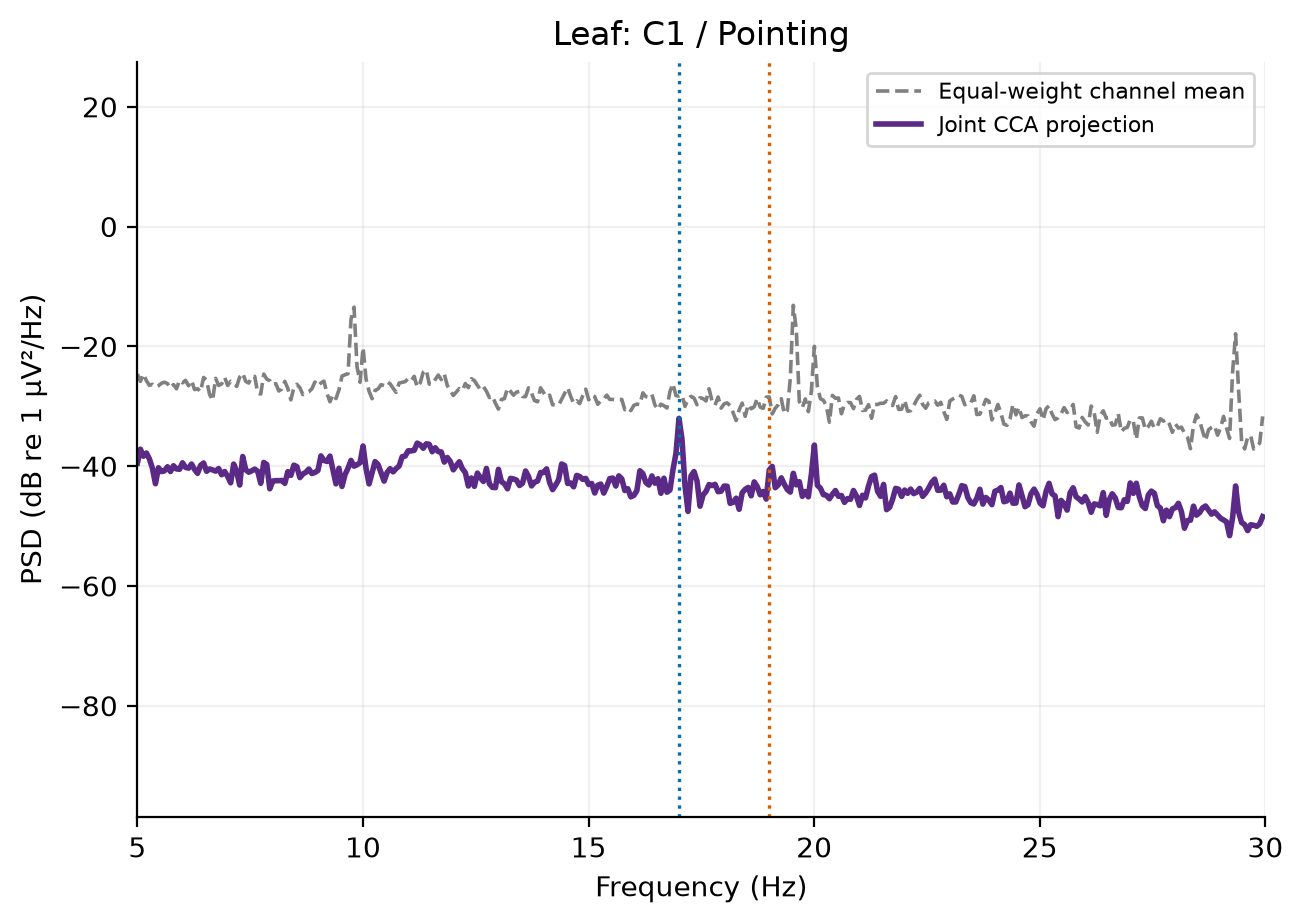 Leaf: C1 / Pointing
Equal-weight channel mean
Joint CCA projection
PSD (dB re 1 µV²/Hz)
20
0
−20
−40
−60
−80
5 10 15 20 25 30
Frequency (Hz)